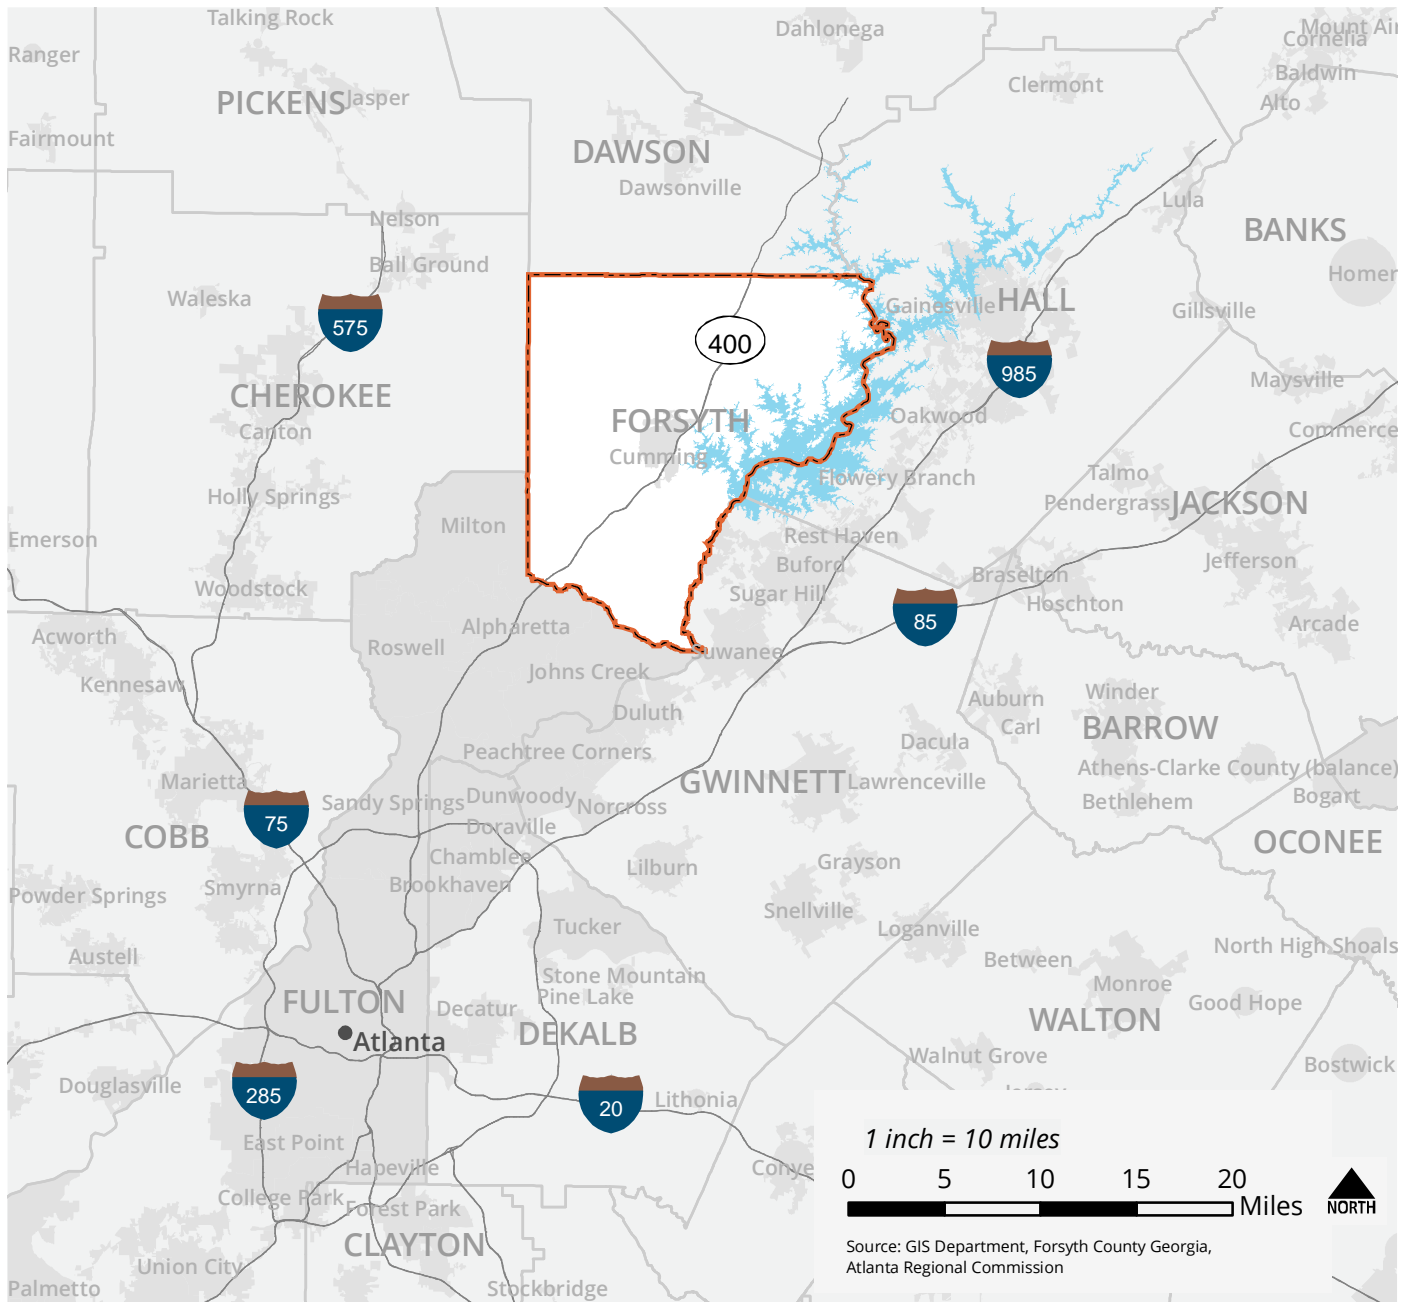 Talking Rock
Dahlonega
Mount Air
Cornelia
Ranger
Baldwin
Clermont
PICKENS
Jasper
Alto
Fairmount
DAWSON
Dawsonville
Lula
Nelson
BANKS
Ball Ground
Homer
Waleska
Gainesville
HALL
Gillsville
575
400
985
Maysville
CHEROKEE
FORSYTH
Oakwood
Canton
Commerce
Cumming
Flowery Branch
Talmo
Holly Springs
Pendergrass
JACKSON
Milton
Emerson
Rest Haven
Buford
Jefferson
Braselton
Woodstock
Sugar Hill
Hoschton
85
Arcade
Alpharetta
Acworth
Roswell
Suwanee
Johns Creek
Kennesaw
Winder
Auburn
Duluth
Carl
BARROW
Dacula
Peachtree Corners
Athens-Clarke County (balance)
Marietta
GWINNETT
Lawrenceville
Dunwoody
Bogart
Sandy Springs
Norcross
Bethlehem
75
Doraville
COBB
OCONEE
Chamblee
Grayson
Lilburn
Brookhaven
Smyrna
Powder Springs
Snellville
Tucker
Loganville
North High Shoals
Austell
Between
Stone Mountain
Monroe
Pine Lake
FULTON
Decatur
Good Hope
WALTON
DEKALB
Atlanta
Walnut Grove
Bostwick
Douglasville
Jersey
285
20
Lithonia
East Point
Hapeville
Conye
College Park
Forest Park
CLAYTON
Union City
Palmetto
Stockbridge
1 inch = 10 miles
0 5 10 15 20
Miles
NORTH
Source: GIS Department, Forsyth County Georgia,
Atlanta Regional Commission